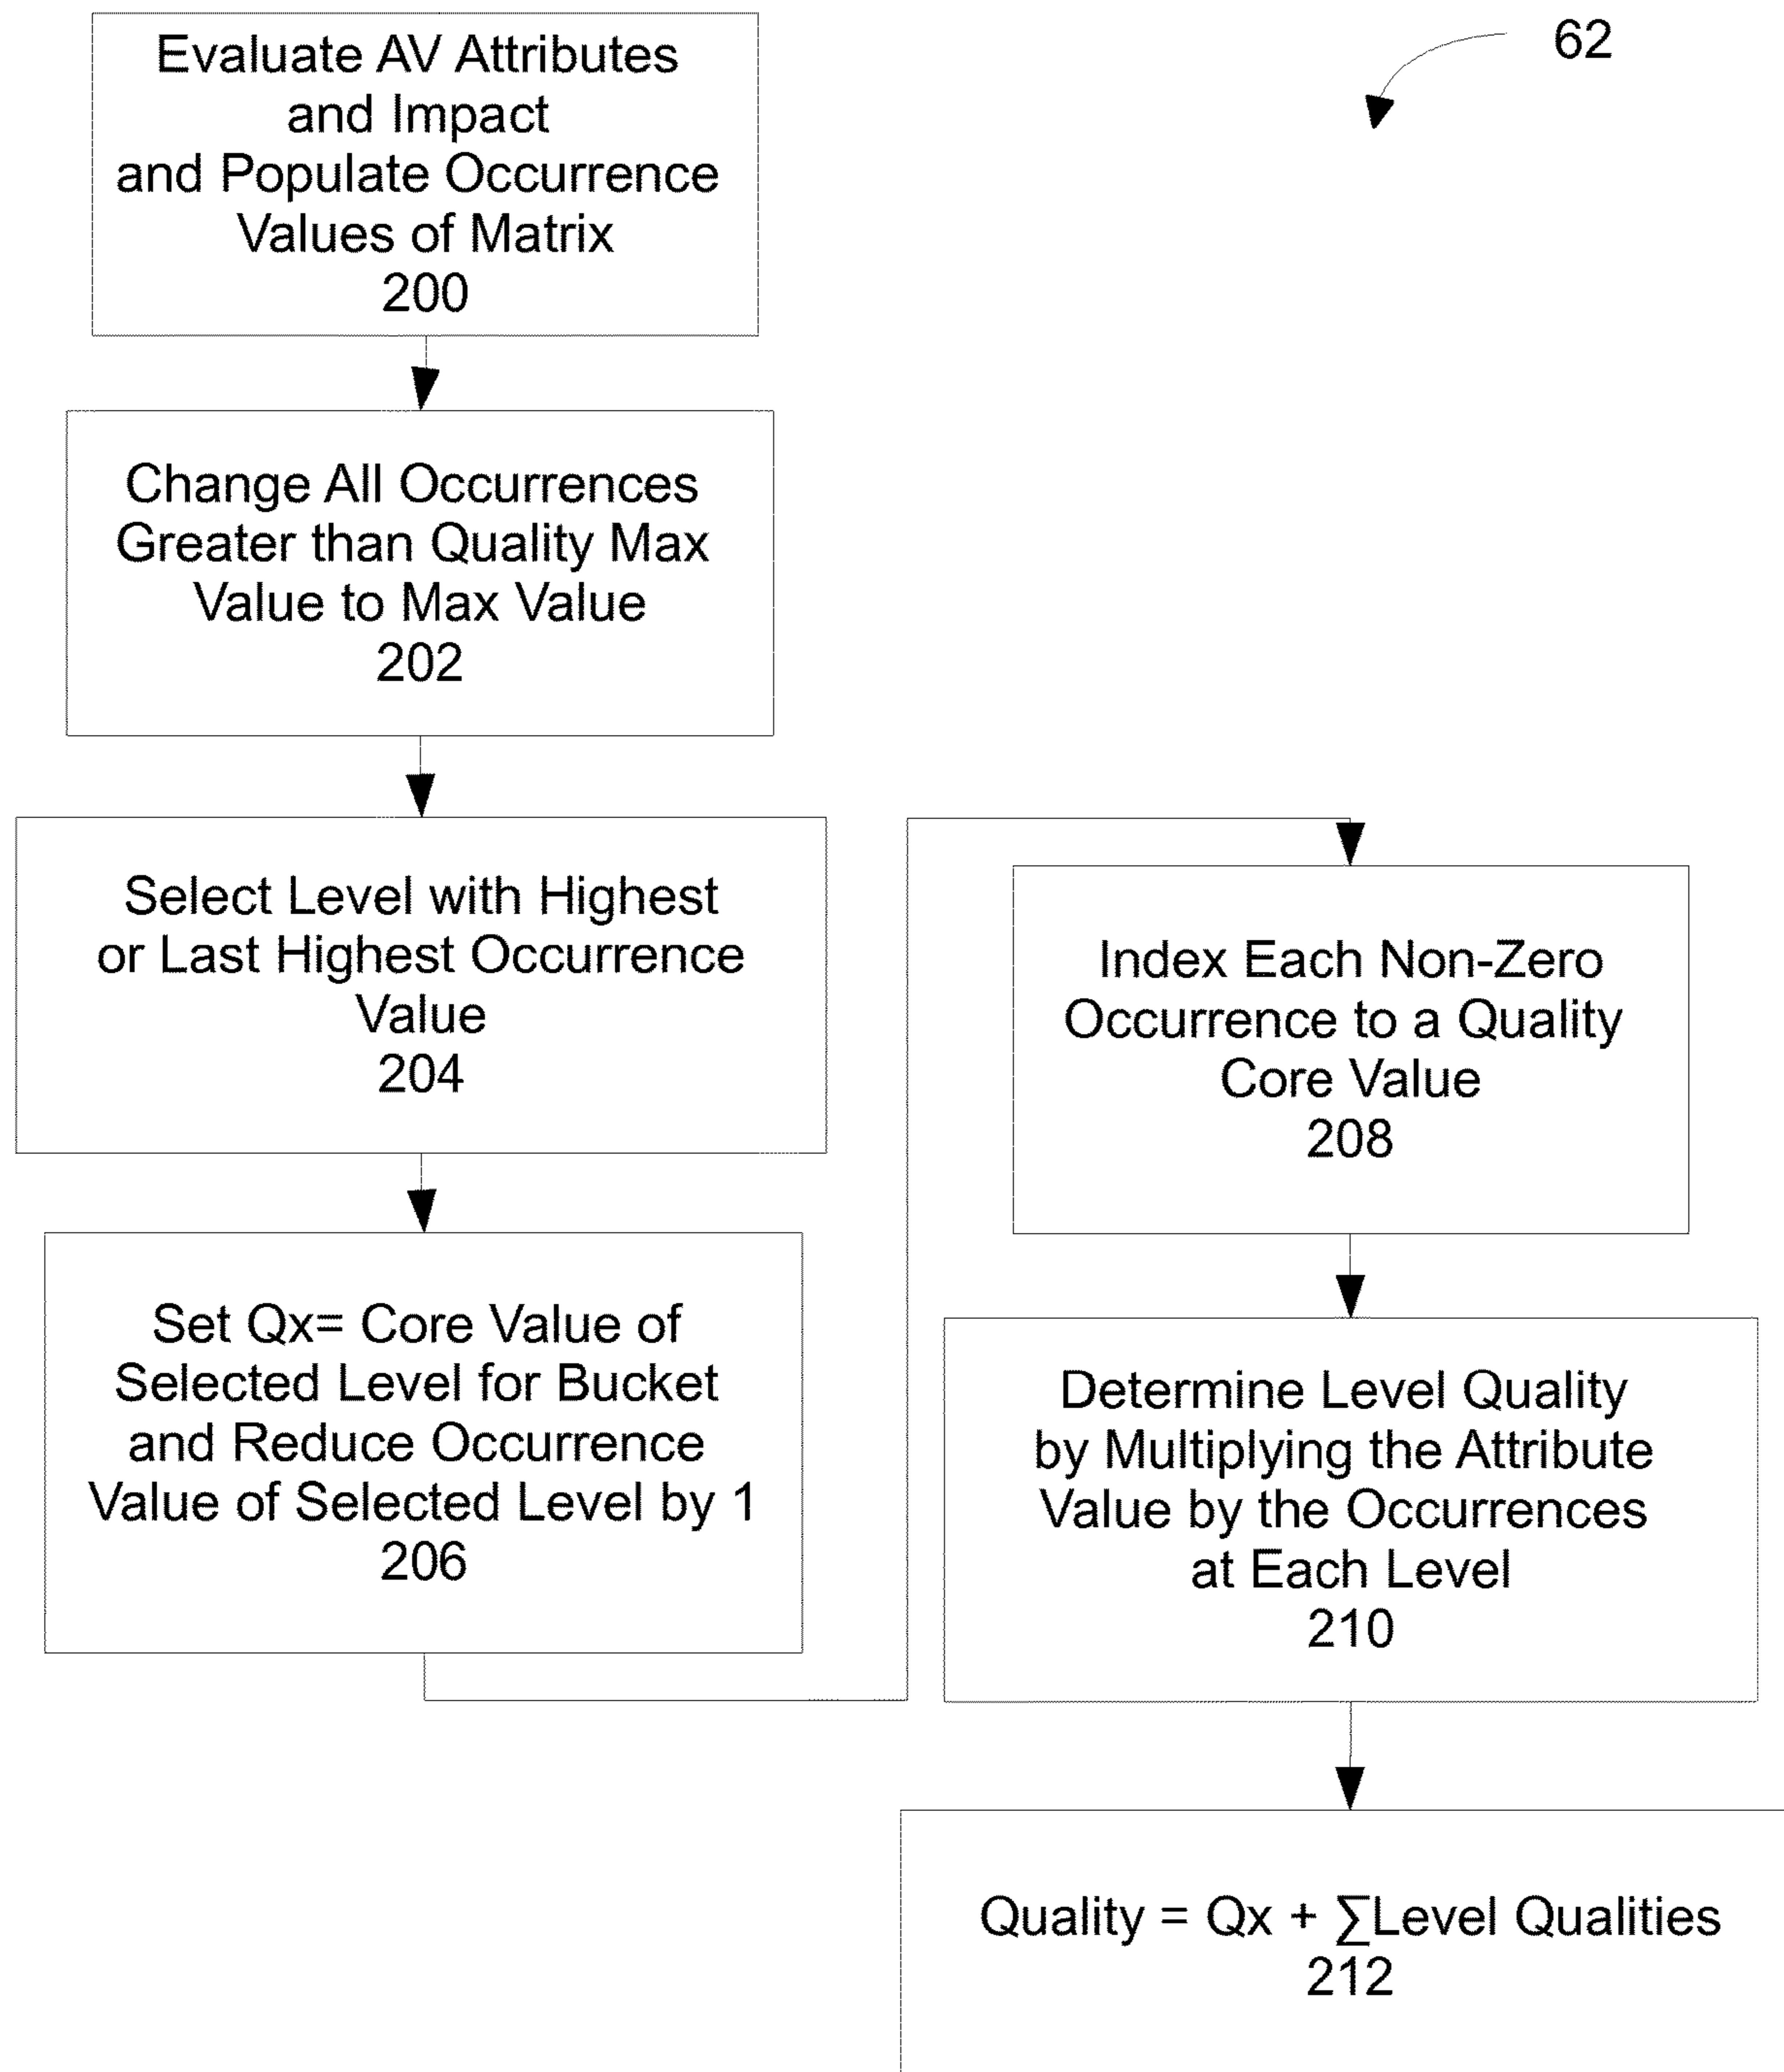 62
Evaluate AV Attributes
and Impact
and Populate Occurrence
Values of Matrix
200
Change All Occurrences
Greater than Quality Max
Value to Max Value
202
Select Level with Highest
or Last Highest Occurrence
Value
204
Set Qx= Core Value of
Selected Level for Bucket
and Reduce Occurrence
Value of Selected Level by 1
206
Index Each Non-Zero
Occurrence to a Quality
Core Value
208
Determine Level Quality
by Multiplying the Attribute
Value by the Occurrences
at Each Level
210
Quality = Qx + ∑Level Qualities
212